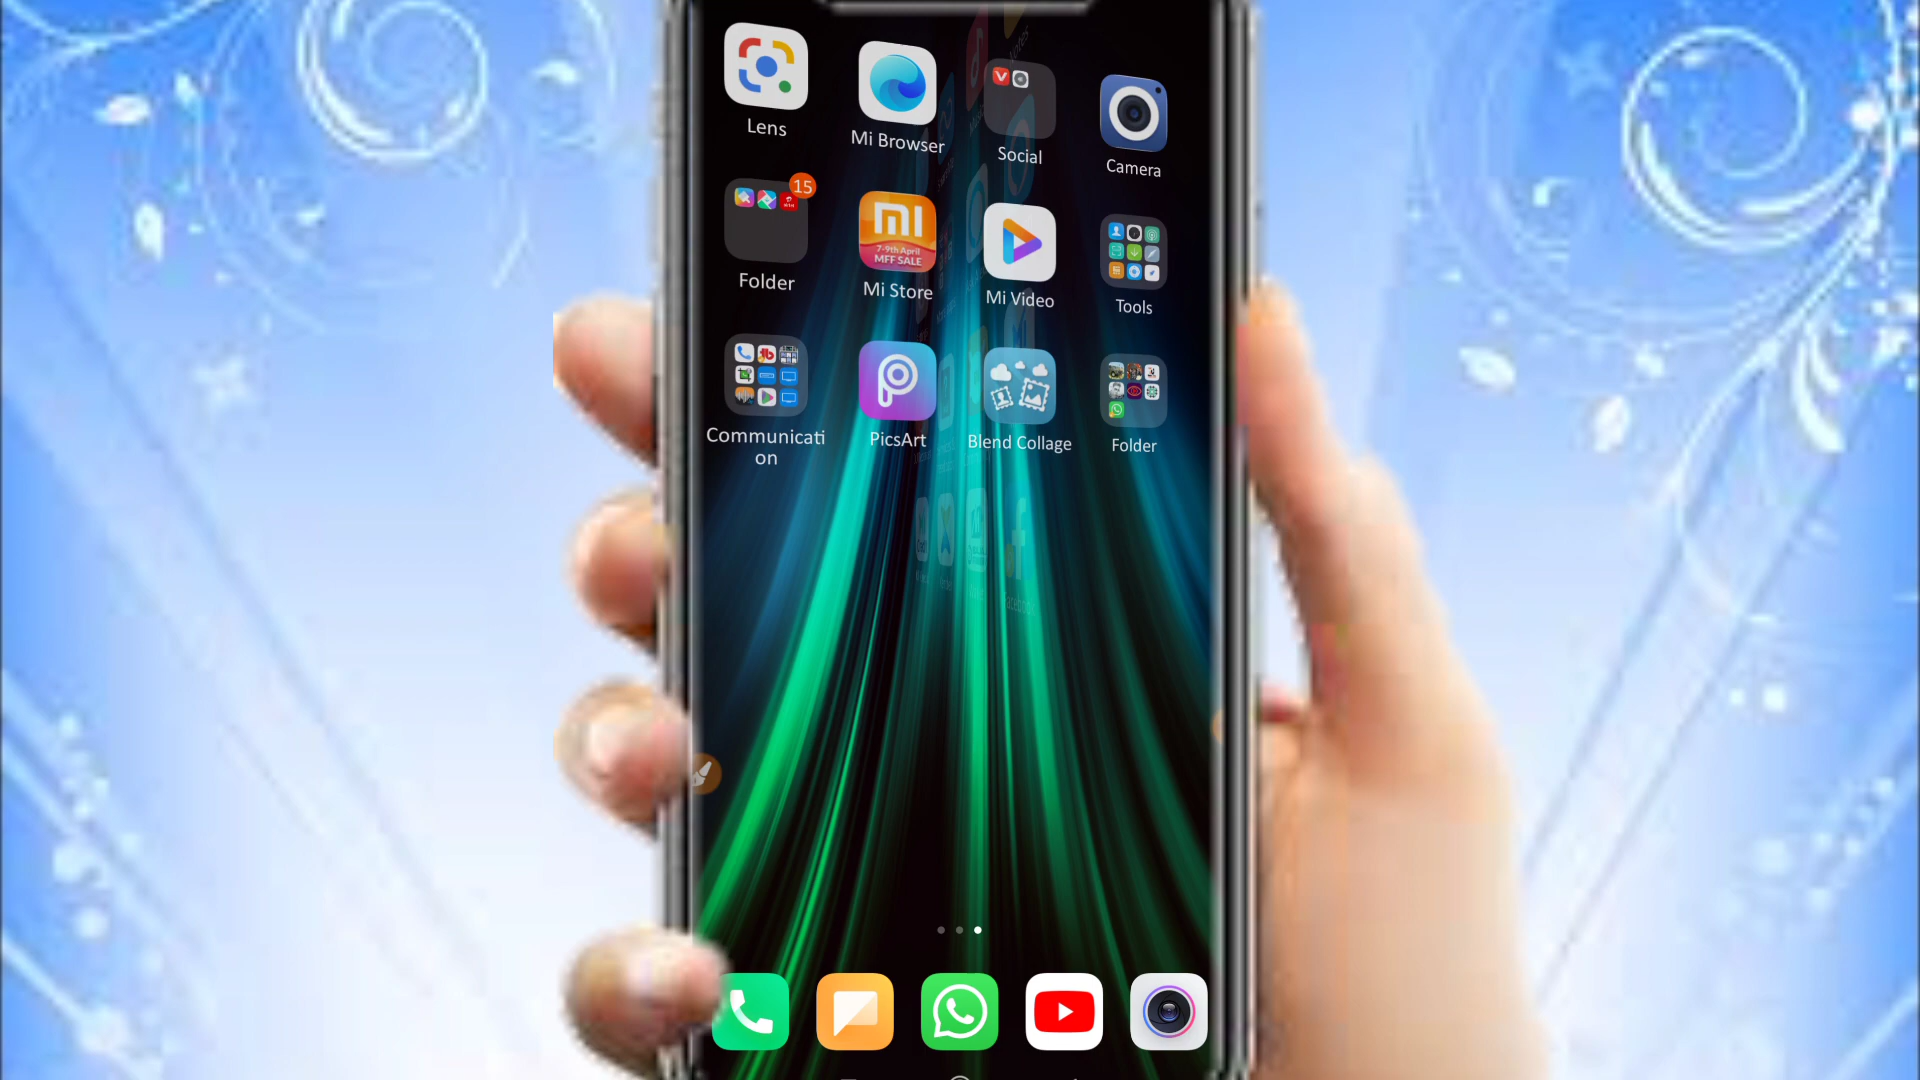 Lens
Mi Browser
Social
Camera
15
Folder
mi
7-9th April
MFF SALE
Mi Store
Mi Video
Tools
Communicati
on
PicsArt
Blend Collage
Folder